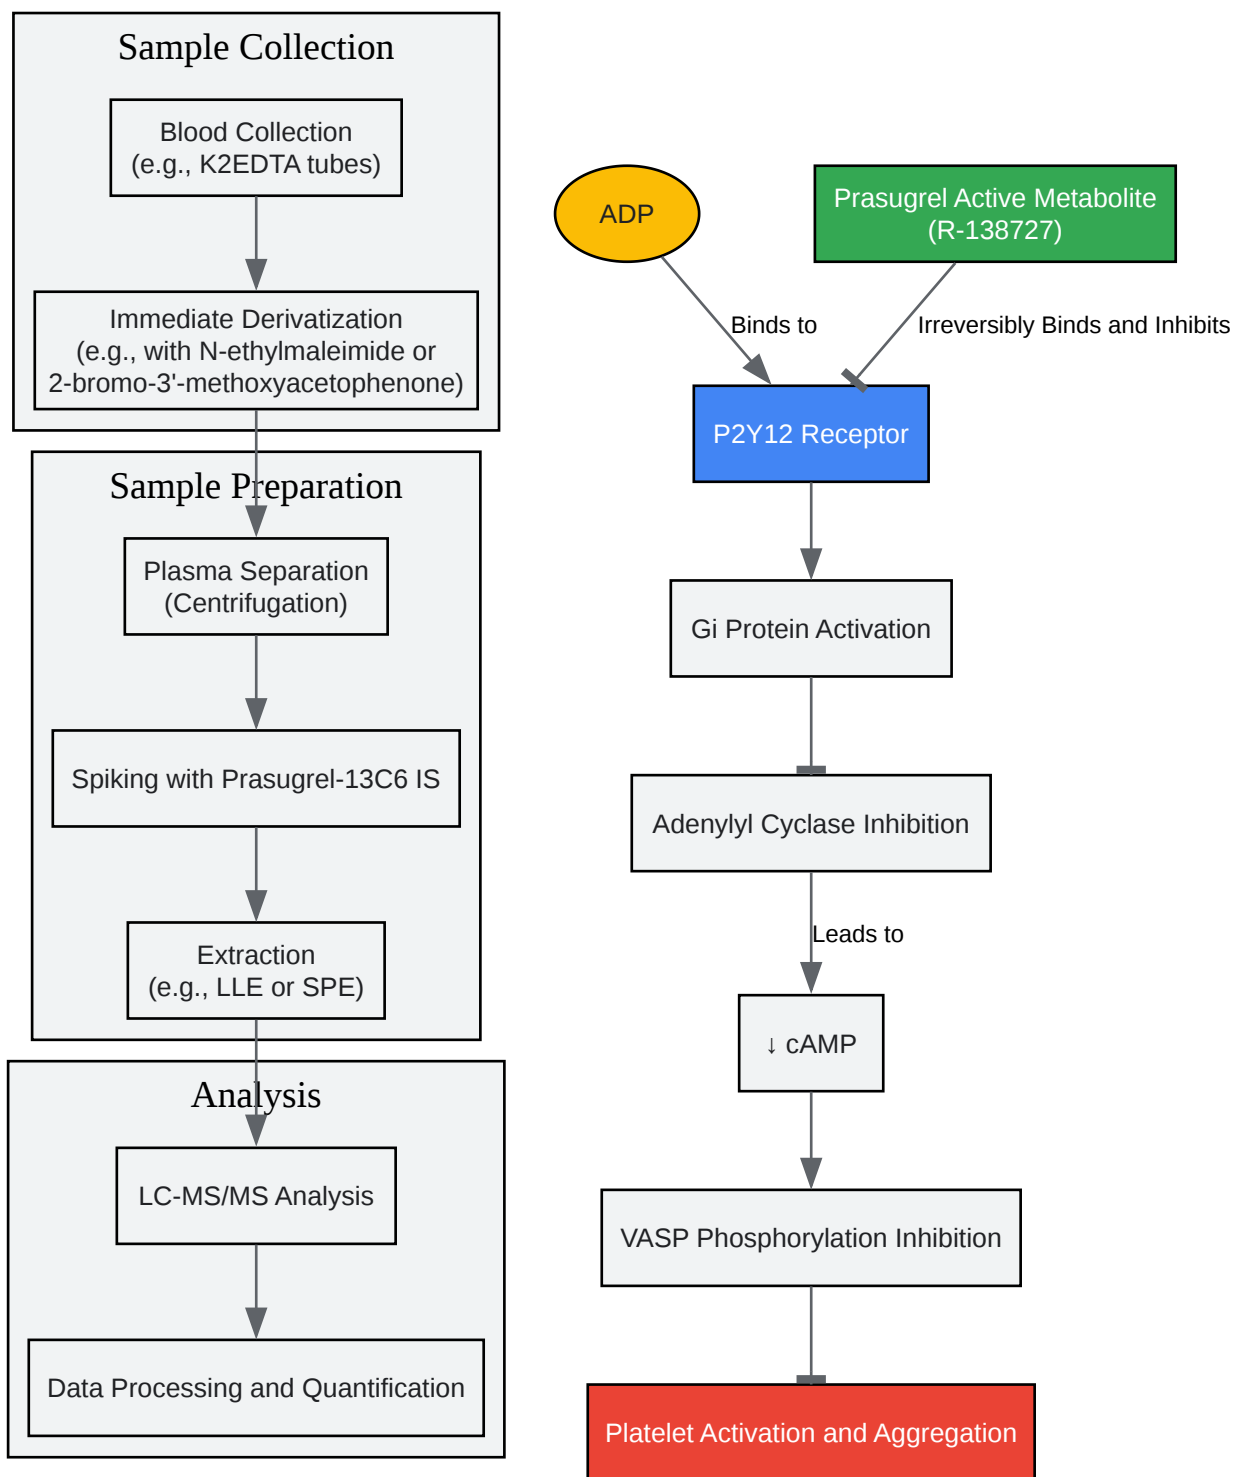 Sample Collection
Blood Collection
(e.g., K2EDTA tubes)
Immediate Derivatization
(e.g., with N-ethylmaleimide or
2-bromo-3'-methoxyacetophenone)
Sample Preparation
Plasma Separation
(Centrifugation)
Spiking with Prasugrel-13C6 IS
Extraction
(e.g., LLE or SPE)
Analysis
LC-MS/MS Analysis
Data Processing and Quantification
ADP
Prasugrel Active Metabolite
(R-138727)
Binds to
Irreversibly Binds and Inhibits
P2Y12 Receptor
Gi Protein Activation
Adenylyl Cyclase Inhibition
Leads to
↓ cAMP
VASP Phosphorylation Inhibition
Platelet Activation and Aggregation